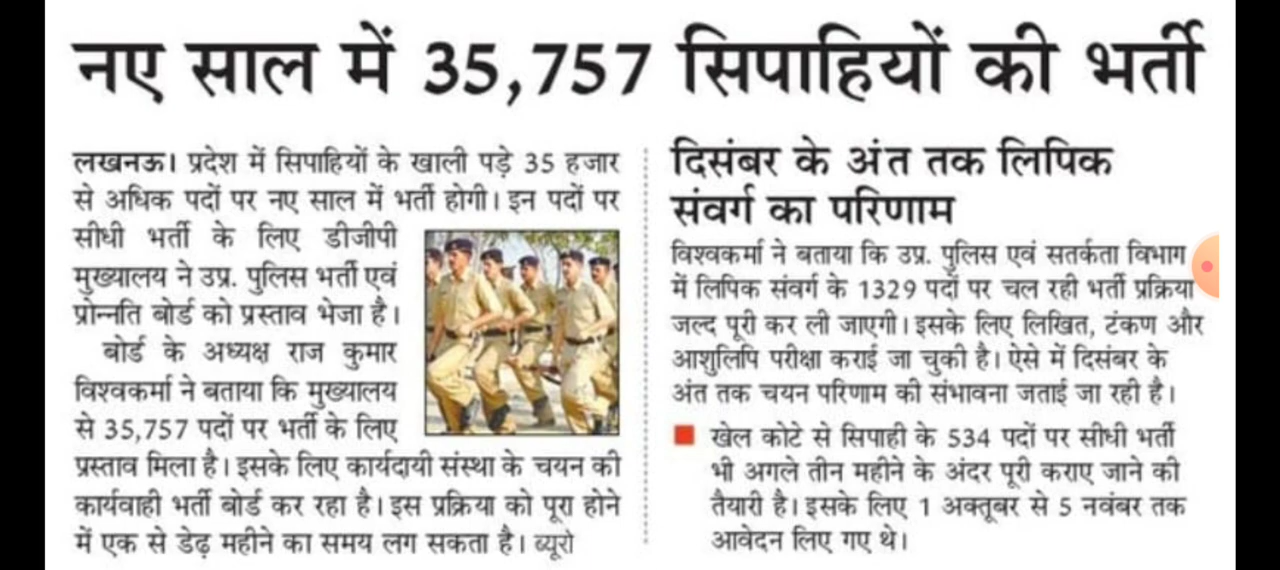 नए साल में 35,757 सिपाहियों की भर्ती
लखनऊ। प्रदेश में सिपाहियों के खाली पड़े 35 हजार
से अधिक पदों पर नए साल में भर्ती होगी। इन पदों पर
सीधी भर्ती के लिए डीजीपी
मुख्यालय ने उप्र. पुलिस भर्ती एवं
प्रोन्नति बोर्ड को प्रस्ताव भेजा है।
बोर्ड के अध्यक्ष राज कुमार
विश्वकर्मा ने बताया कि मुख्यालय
से 35,757 पदों पर भर्ती के लिए
प्रस्ताव मिला है। इसके लिए कार्यदायी संस्था के चयन की
कार्यवाही भर्ती बोर्ड कर रहा है। इस प्रक्रिया को पूरा होने
में एक से डेढ़ महीने का समय लग सकता है। ब्यूरो
दिसंबर के अंत तक लिपिक
संवर्ग का परिणाम
विश्वकर्मा ने बताया कि उप्र. पुलिस एवं सतर्कता विभाग
में लिपिक संवर्ग के 1329 पदों पर चल रही भर्ती प्रक्रिया
जल्द पूरी कर ली जाएगी। इसके लिए लिखित, टंकण और
आशुलिपि परीक्षा कराई जा चुकी है। ऐसे में दिसंबर के
अंत तक चयन परिणाम की संभावना जताई जा रही है।
खेल कोटे से सिपाही के 534 पदों पर सीधी भर्ती
भी अगले तीन महीने के अंदर पूरी कराए जाने की
तैयारी है। इसके लिए 1 अक्तूबर से 5 नवंबर तक
आवेदन लिए गए थे।